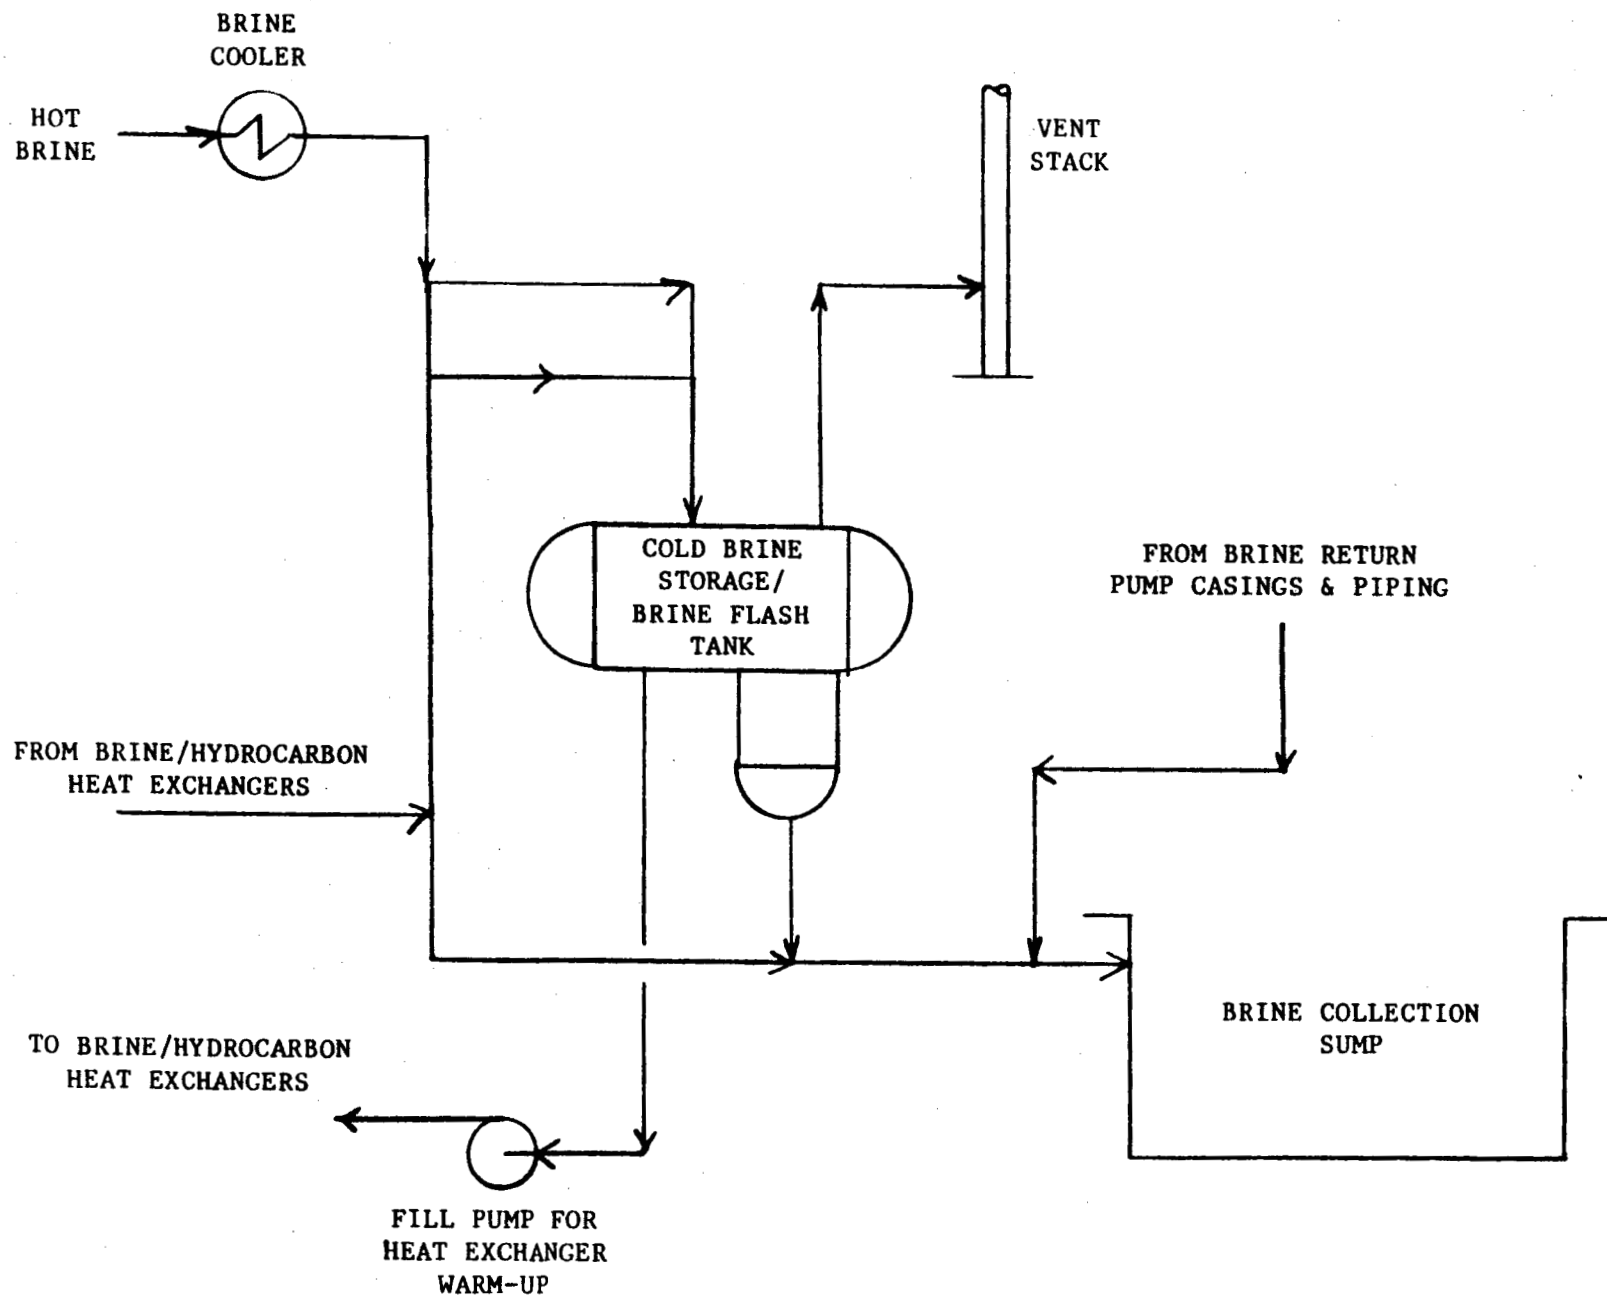 BRINE
COOLER
HOT
BRINE
VENT
STACK
COLD BRINE
STORAGE/
BRINE FLASH
TANK
FROM BRINE RETURN
PUMP CASINGS & PIPING
FROM BRINE/HYDROCARBON
HEAT EXCHANGERS
BRINE COLLECTION
SUMP
TO BRINE/HYDROCARBON
HEAT EXCHANGERS
FILL PUMP FOR
HEAT EXCHANGER
WARM-UP